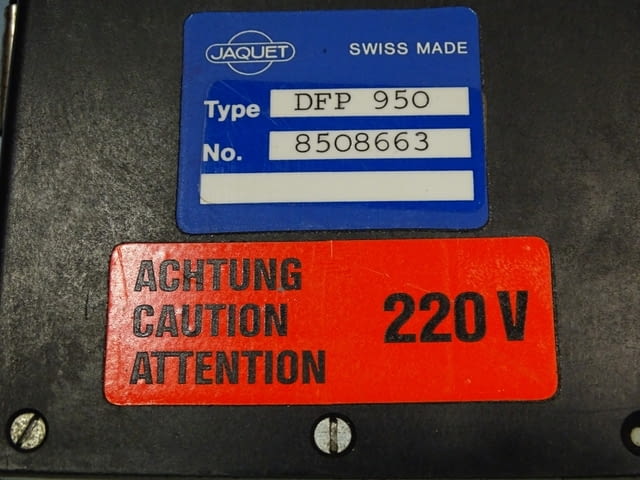 JAQUET SWISS MADE
Type DFP 950
No. 8508663
ACHTUNG
CAUTION 220 V
ATTENTION